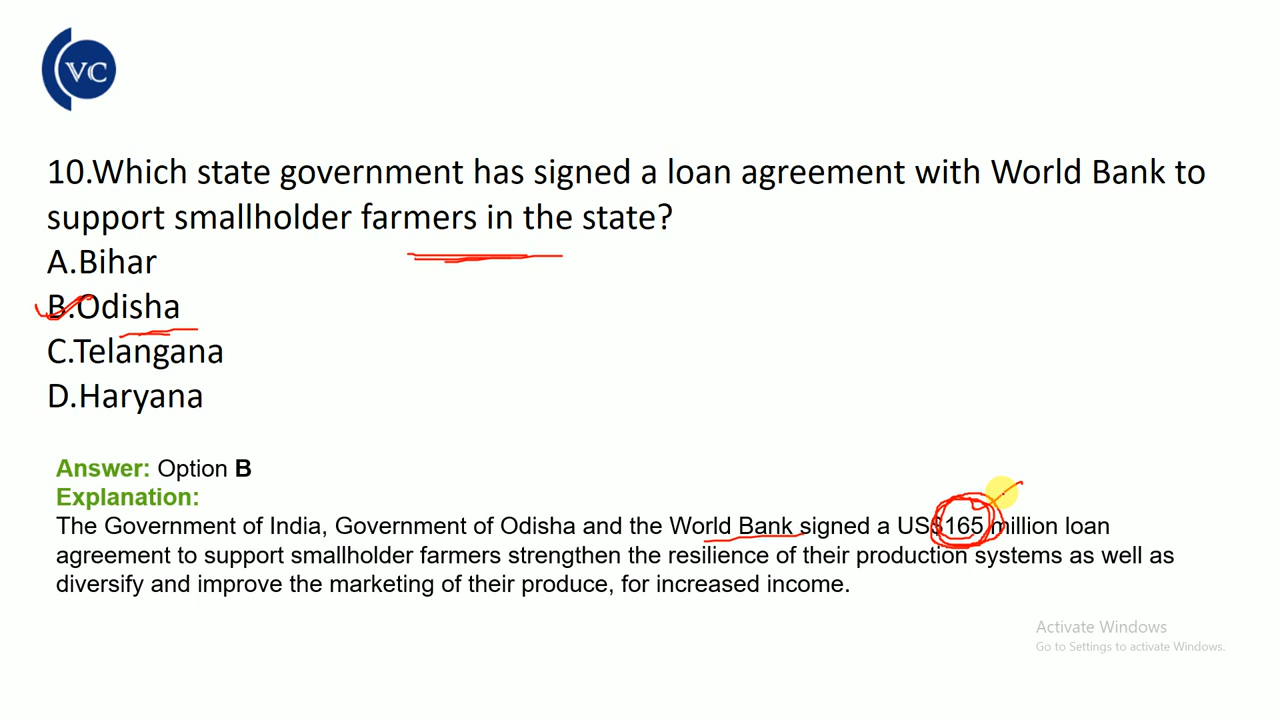 VC
10.Which state government has signed a loan agreement with World Bank to
support smallholder farmers in the state?
A.Bihar
B.Odisha
C.Telangana
D.Haryana
Answer: Option B
Explanation:
The Government of India, Government of Odisha and the World Bank signed a US$165 million loan
agreement to support smallholder farmers strengthen the resilience of their production systems as well as
diversify and improve the marketing of their produce, for increased income.
Activate Windows
Go to Settings to activate Windows.